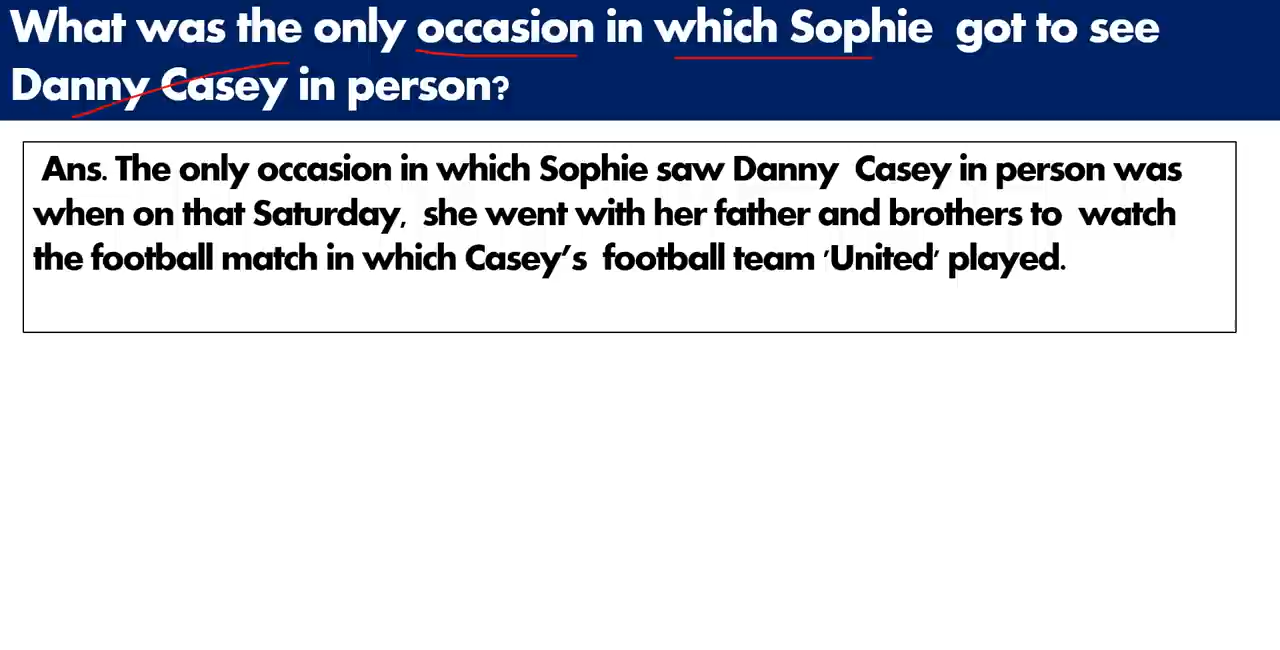 What was the only occasion in which Sophie got to see
Danny Casey in person?
Ans. The only occasion in which Sophie saw Danny Casey in person was
when on that Saturday, she went with her father and brothers to watch
the football match in which Casey's football team 'United' played.